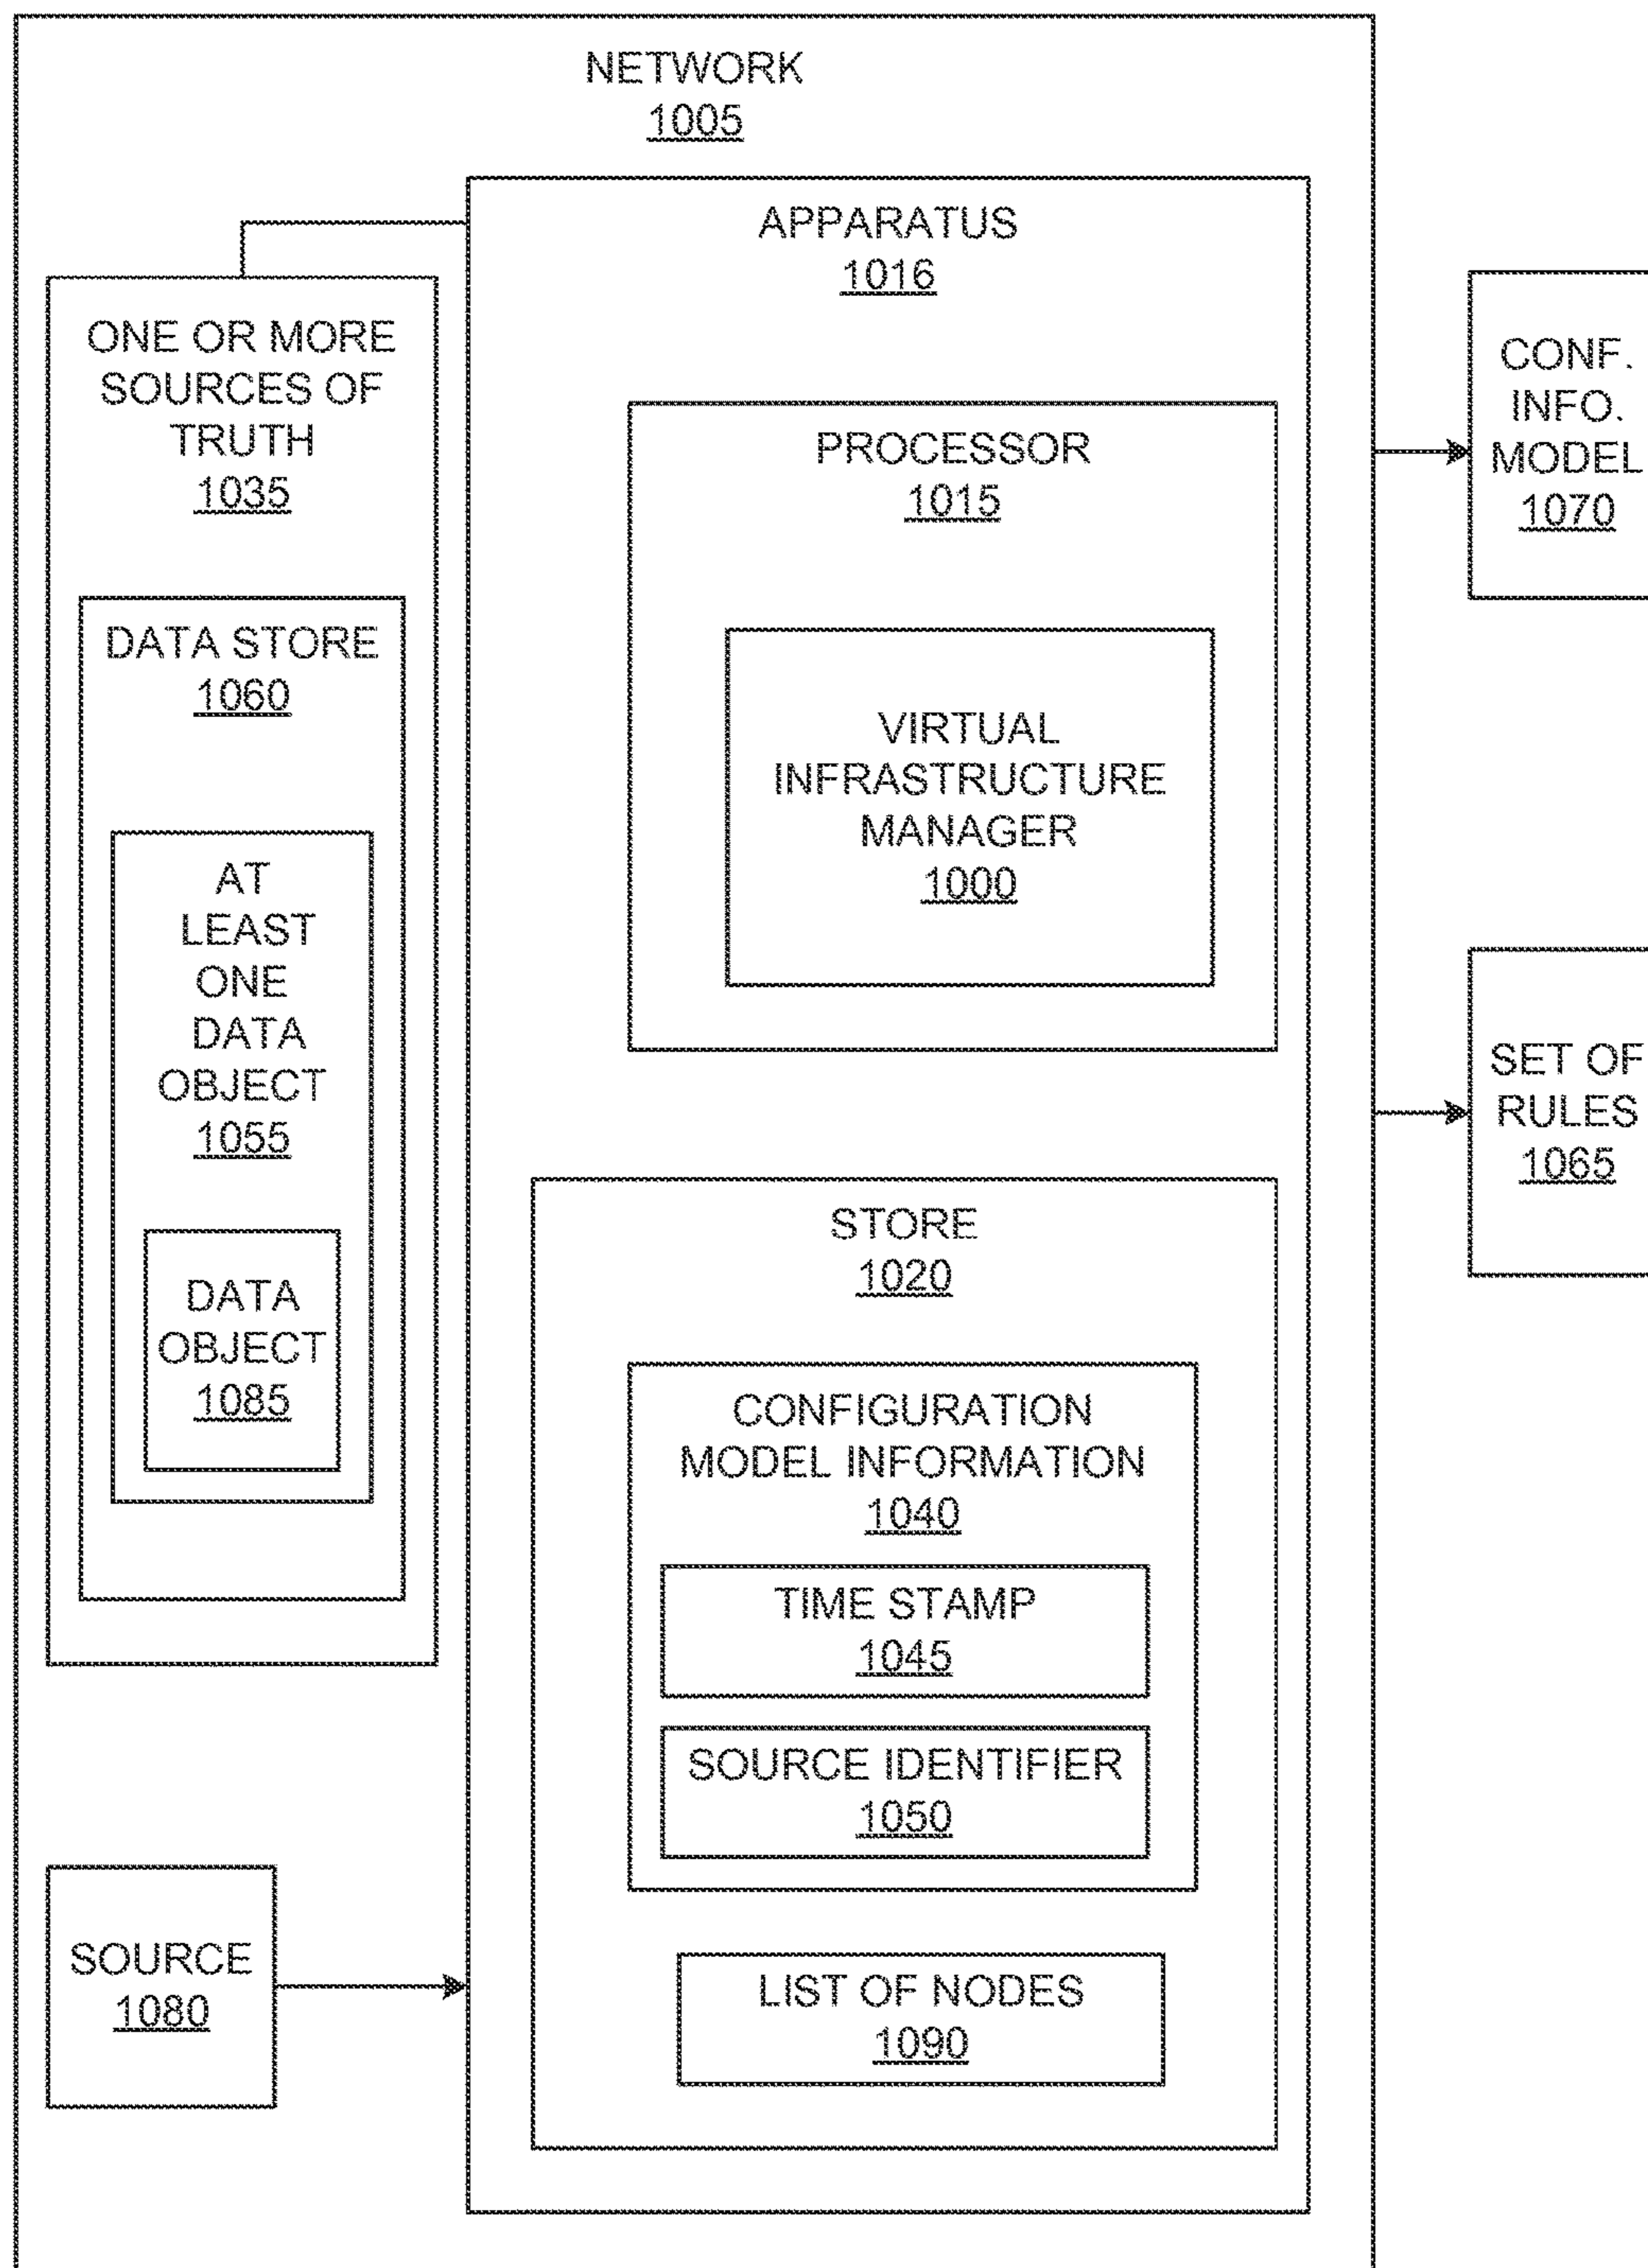 NETWORK
1005
APPARATUS
1016
ONE OR MORE
SOURCES OF
TRUTH
1035
DATA STORE
1060
AT
LEAST
ONE
DATA
OBJECT
1055
DATA
OBJECT
1085
SOURCE
1080
PROCESSOR
1015
VIRTUAL
INFRASTRUCTURE
MANAGER
1000
STORE
1020
CONFIGURATION
MODEL INFORMATION
1040
TIME STAMP
1045
SOURCE IDENTIFIER
1050
LIST OF NODES
1090
CONF.
INFO.
MODEL
1070
SET OF
RULES
1065